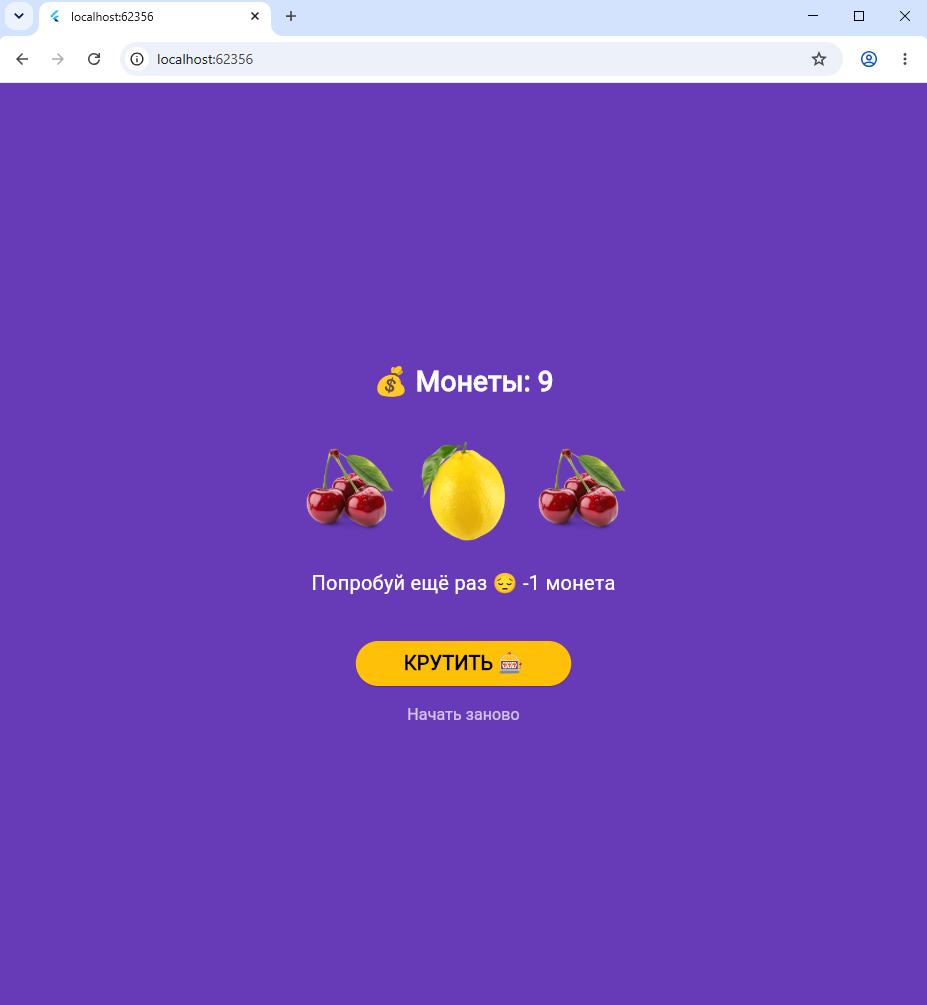 localhost:62356
localhost:62356
💰 Монеты: 9
Попробуй ещё раз 😔 -1 монета
КРУТИТЬ 🎰
Начать заново